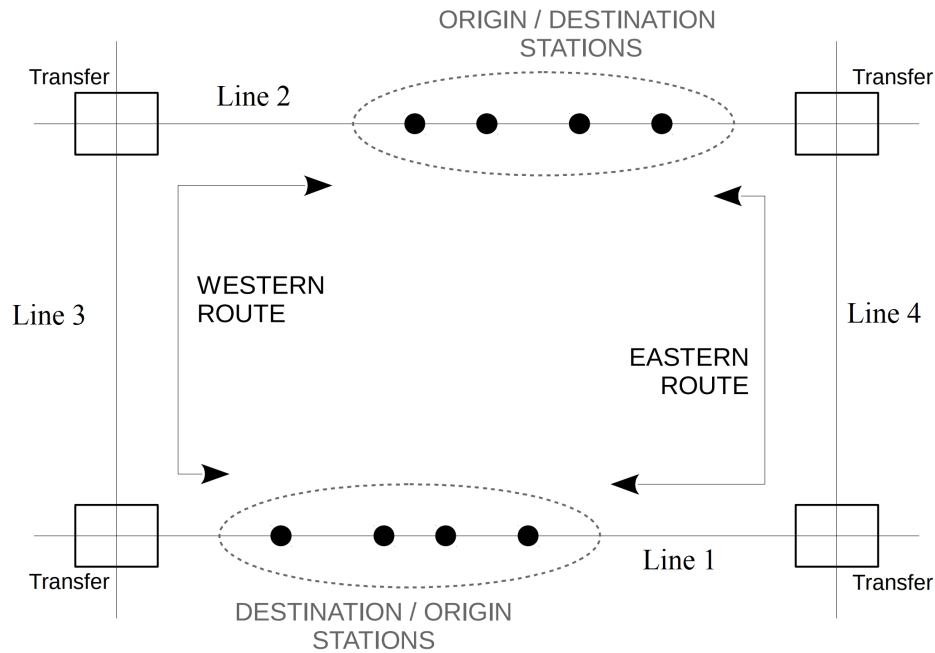 ORIGIN / DESTINATION
STATIONS
Transfer
Transfer
Line 2
WESTERN
ROUTE
Line 3
Line 4
EASTERN
ROUTE
Line 1
Transfer
Transfer
DESTINATION / ORIGIN
STATIONS